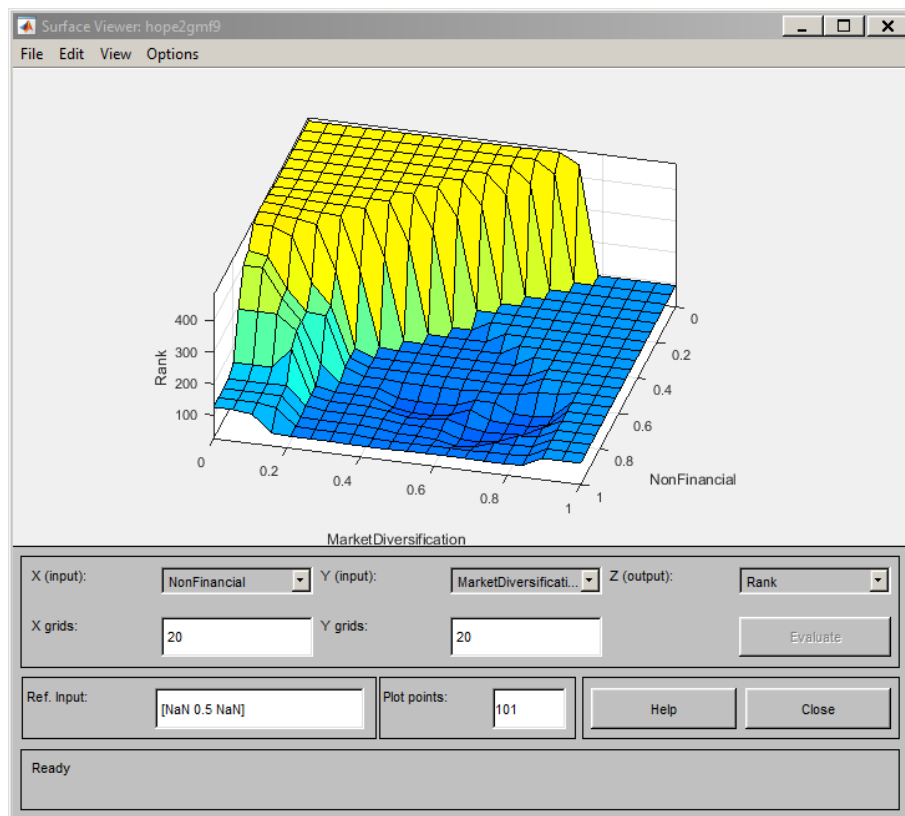 Surface Viewer: hope2gmf9
File Edit View Options
400
300
200
100
Rank
0
0.2
0.4
0.6
0.8
1
MarketDiversification
0
0.2
0.4
0.6
0.8
1
NonFinancial
X (input): NonFinancial Y (input): MarketDiversificati... Z (output): Rank
X grids: 20 Y grids: 20 Evaluate
Ref. Input: [NaN 0.5 NaN] Plot points: 101 Help Close
Ready